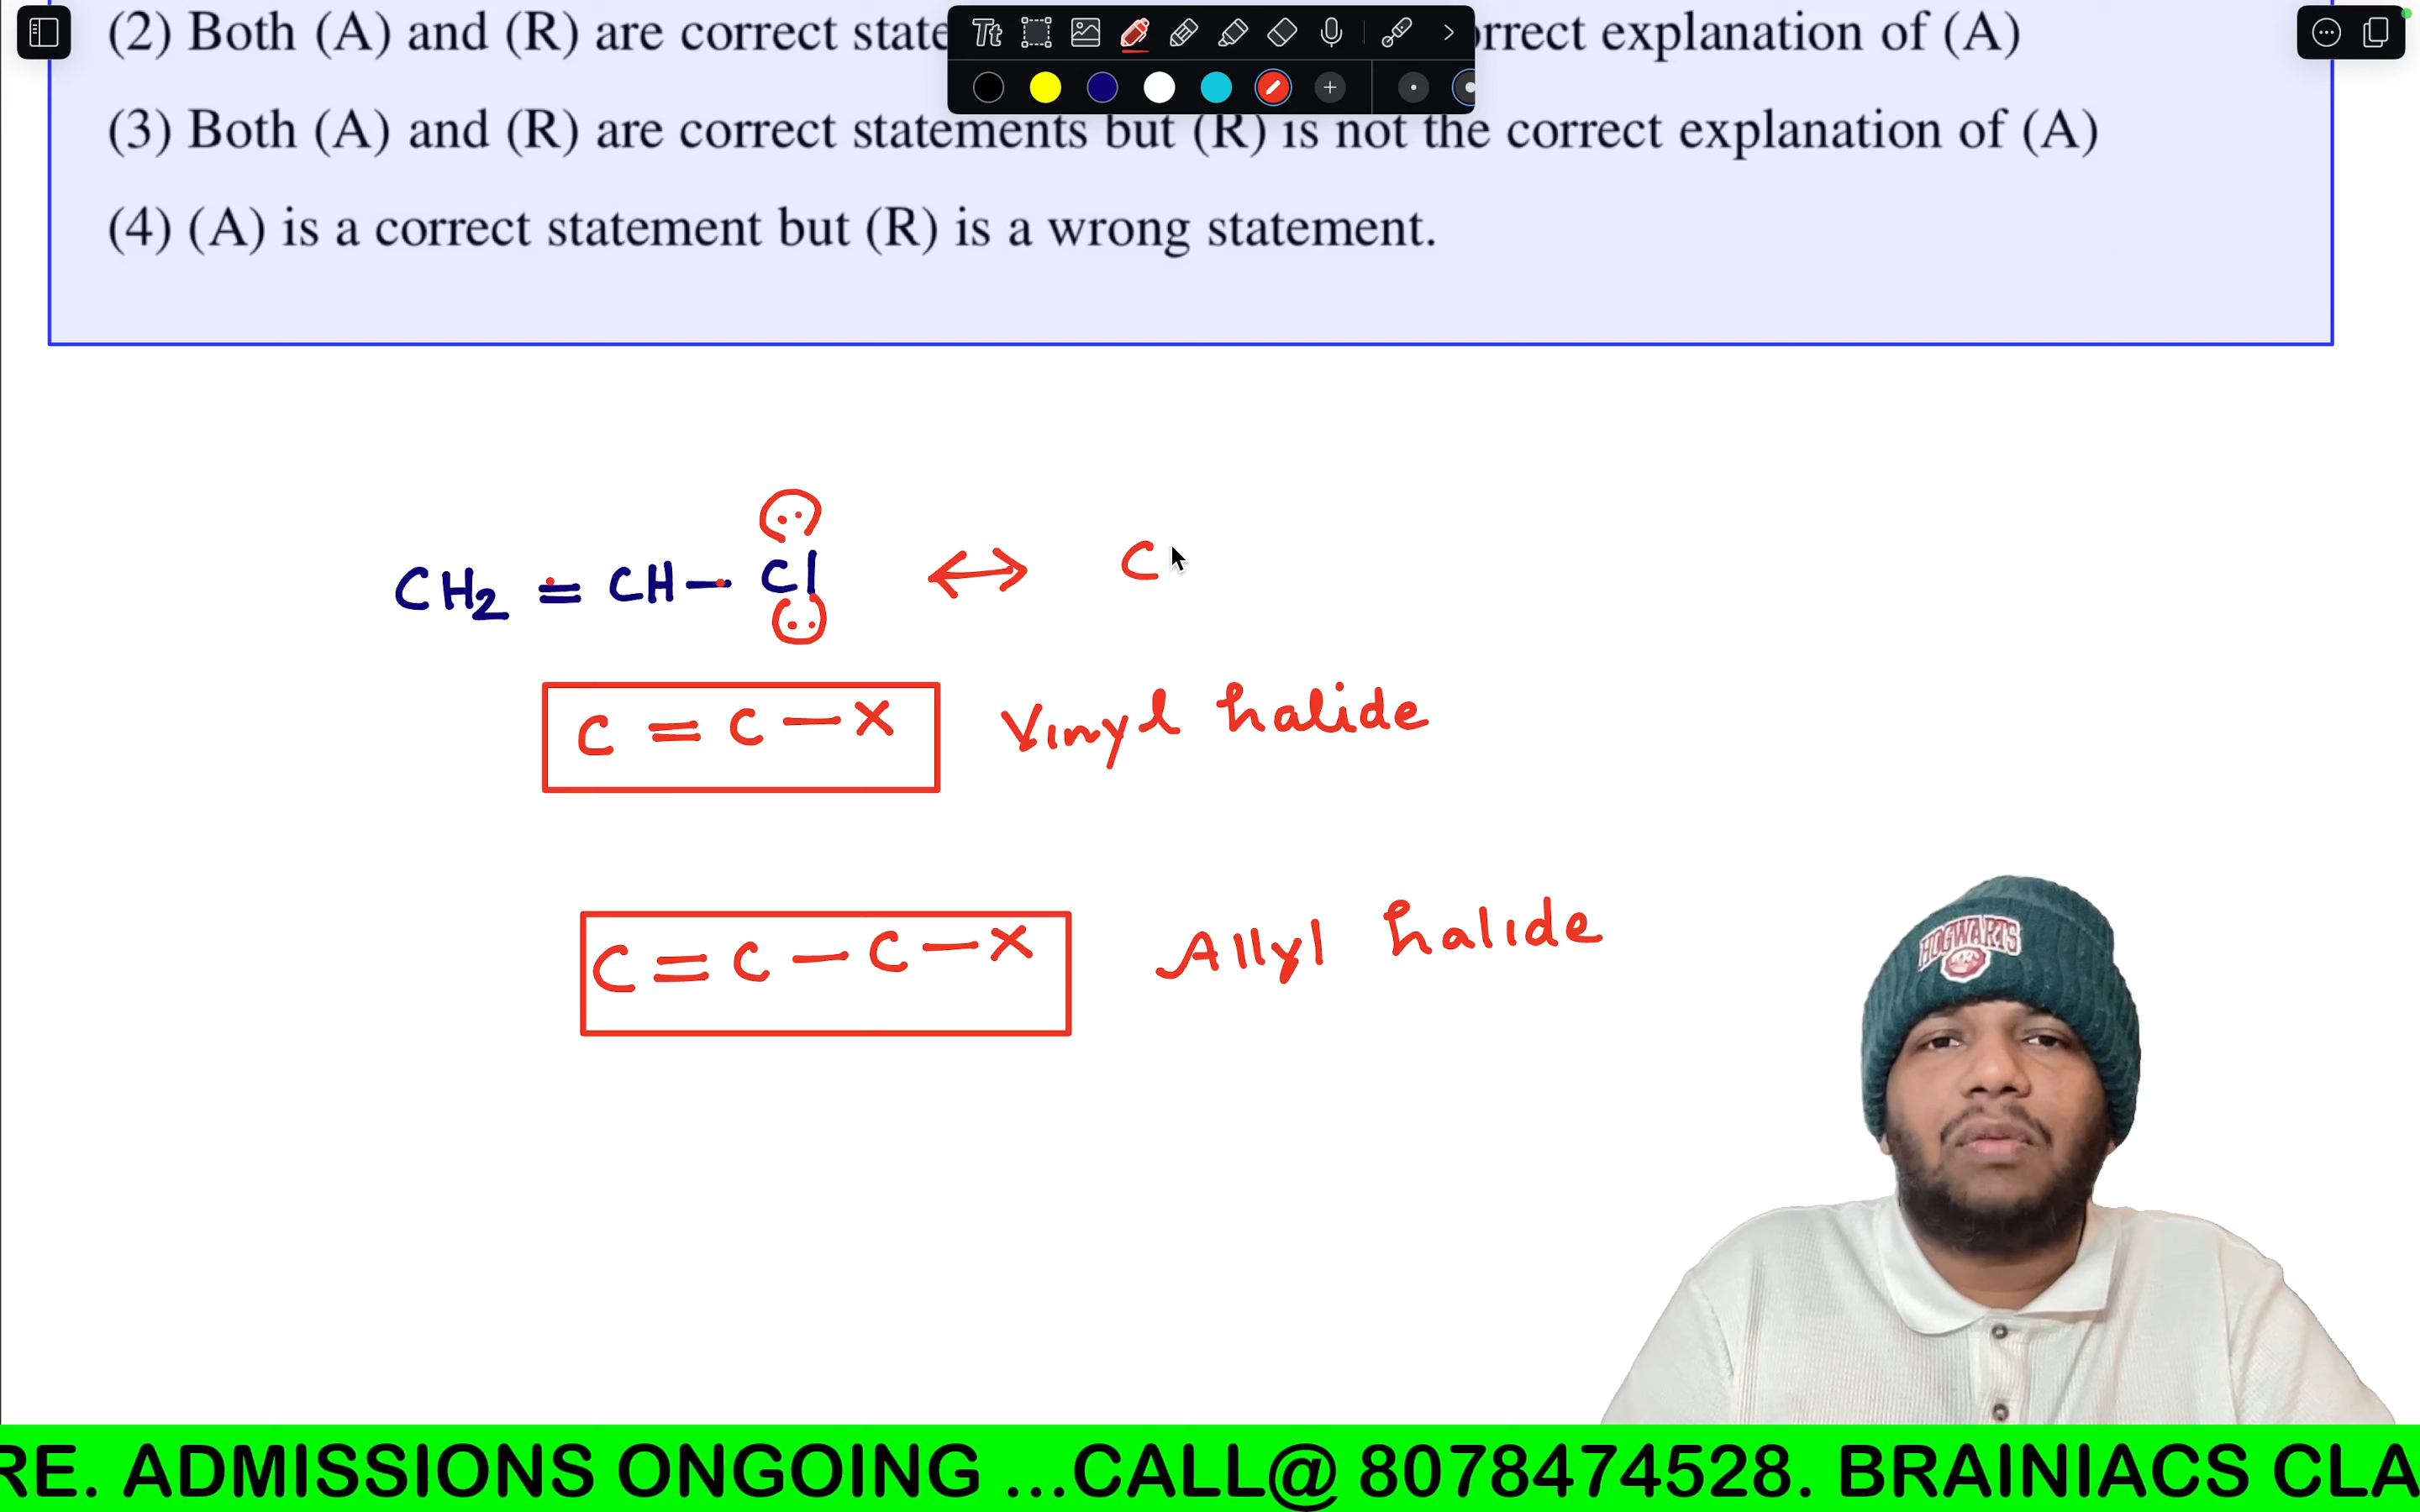 (2) Both (A) and (R) are correct state rrect explanation of (A)
Tt
(3) Both (A) and (R) are correct statements but (R) is not the correct explanation of (A)
(4) (A) is a correct statement but (R) is a wrong statement.
CH₂ = CH – Cl ↔ C
C = C – X Vinyl halide
C = C – C – X Allyl halide
HOGWARTS
RE. ADMISSIONS ONGOING ...CALL@ 8078474528. BRAINIACS CLA